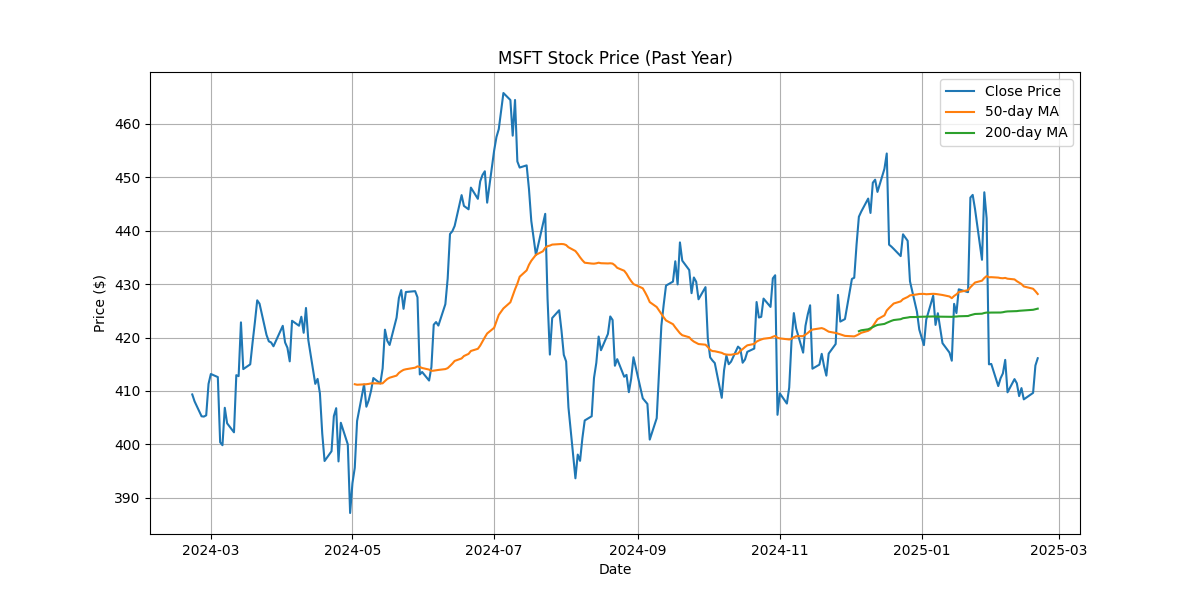 MSFT Stock Price (Past Year)
Close Price
50-day MA
200-day MA
Price ($)
460
450
440
430
420
410
400
390
2024-03 2024-05 2024-07 2024-09 2024-11 2025-01 2025-03
Date